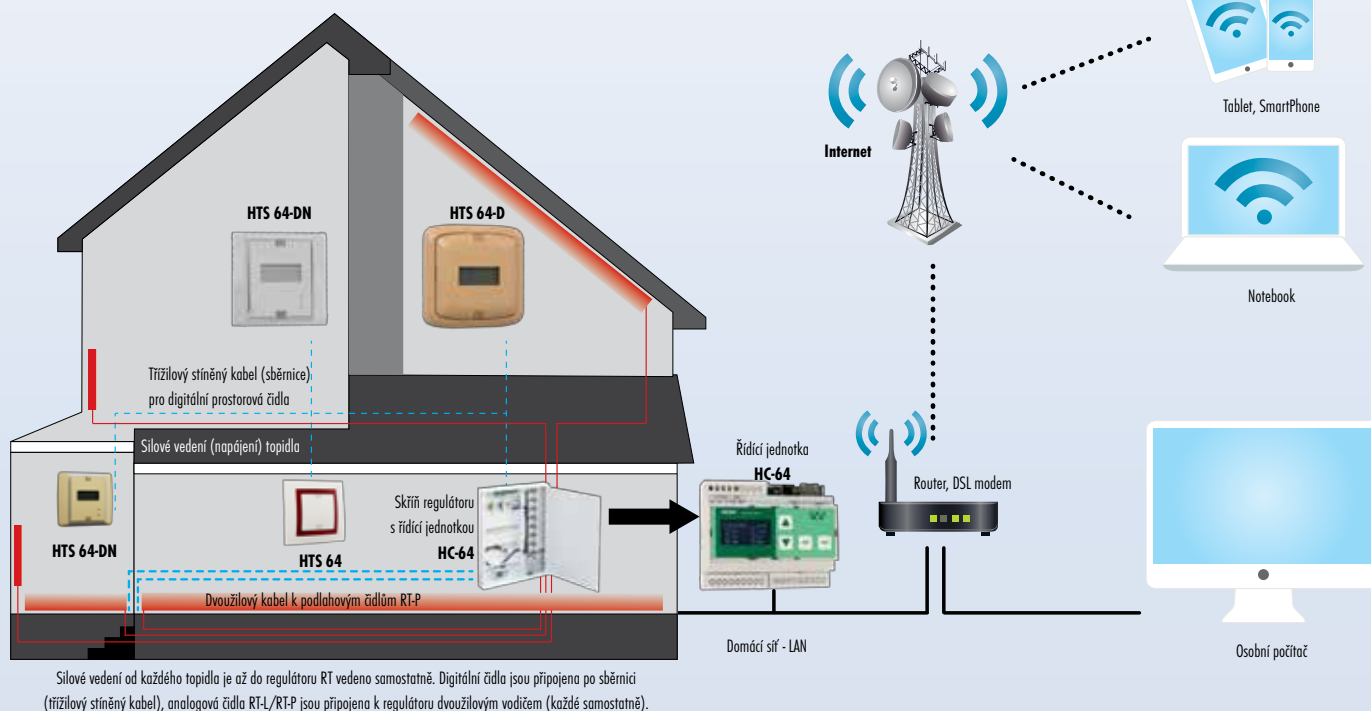 Tablet, SmartPhone
Internet
Notebook
HTS 64-DN
HTS 64-D
Třížilový stíněný kabel (sběrnice)
pro digitální prostorová čidla
Silové vedení (napájení) topidla
HTS 64-DN
HTS 64
Skříň regulátoru
s řídící jednotkou
HC-64
Řídící jednotka
HC-64
Router, DSL modem
Dvoužilový kabel k podlahovým čidlům RT-P
Domácí síť - LAN
Osobní počítač
Silové vedení od každého topidla je až do regulátoru RT vedeno samostatně. Digitální čidla jsou připojena po sběrnici
(třížilový stíněný kabel), analogová čidla RT-L/RT-P jsou připojena k regulátoru dvoužilovým vodičem (každé samostatně).